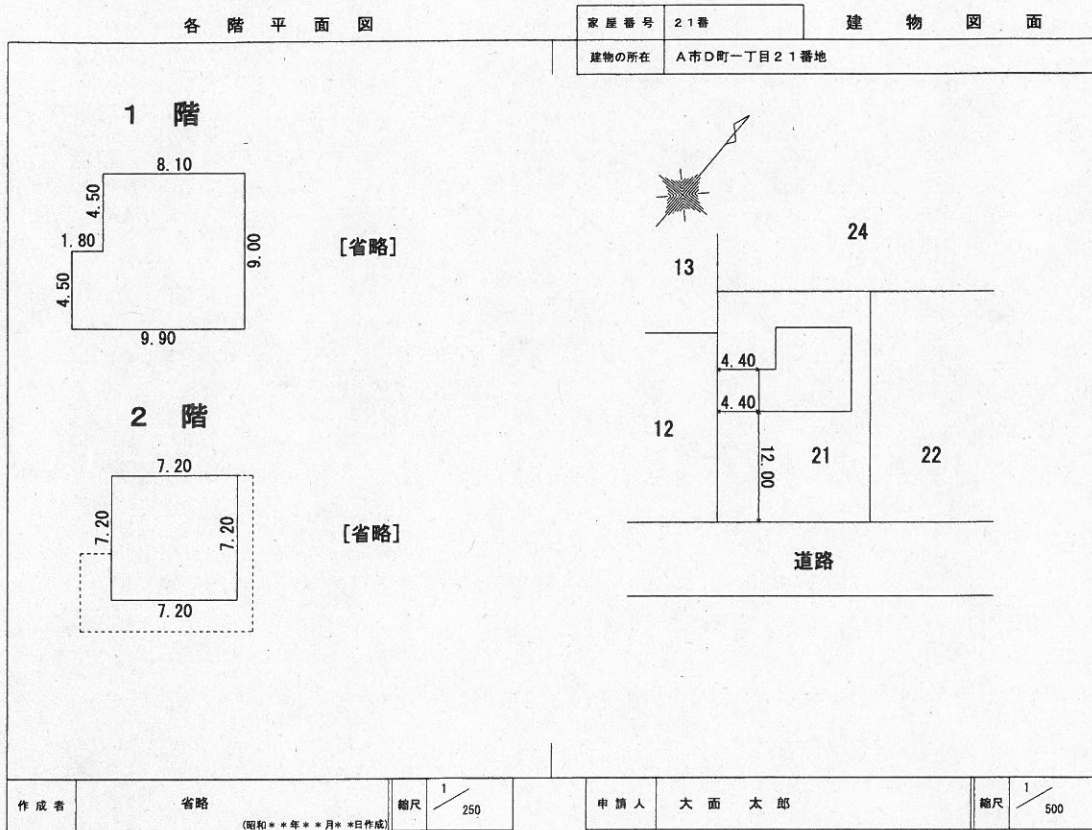 各階平面図
家屋番号 21番
建物図面
建物の所在 A市D町一丁目21番地
1 階
8.10
4.50
1.80
4.50
9.00
9.90
[省略]
2 階
7.20
7.20
7.20
7.20
[省略]
24
13
4.40
4.40
12
12.00
21
22
道路
作成者 省略
(昭和**年**月**日作成)
縮尺 1/250
申請人 大面 太郎
縮尺 1/500